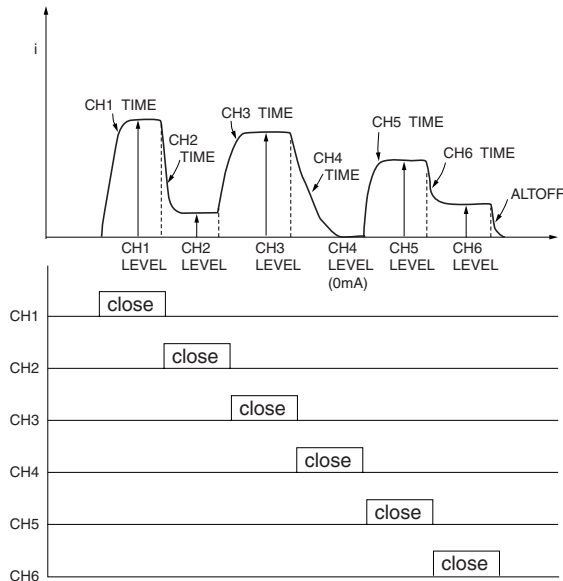 i
CH1 TIME
CH2
TIME
CH3 TIME
CH4
TIME
CH5 TIME
CH6 TIME
ALTOFF
CH1
LEVEL
CH2
LEVEL
CH3
LEVEL
CH4
LEVEL
(0mA)
CH5
LEVEL
CH6
LEVEL
CH1
close
CH2
close
CH3
close
CH4
close
CH5
close
CH6
close